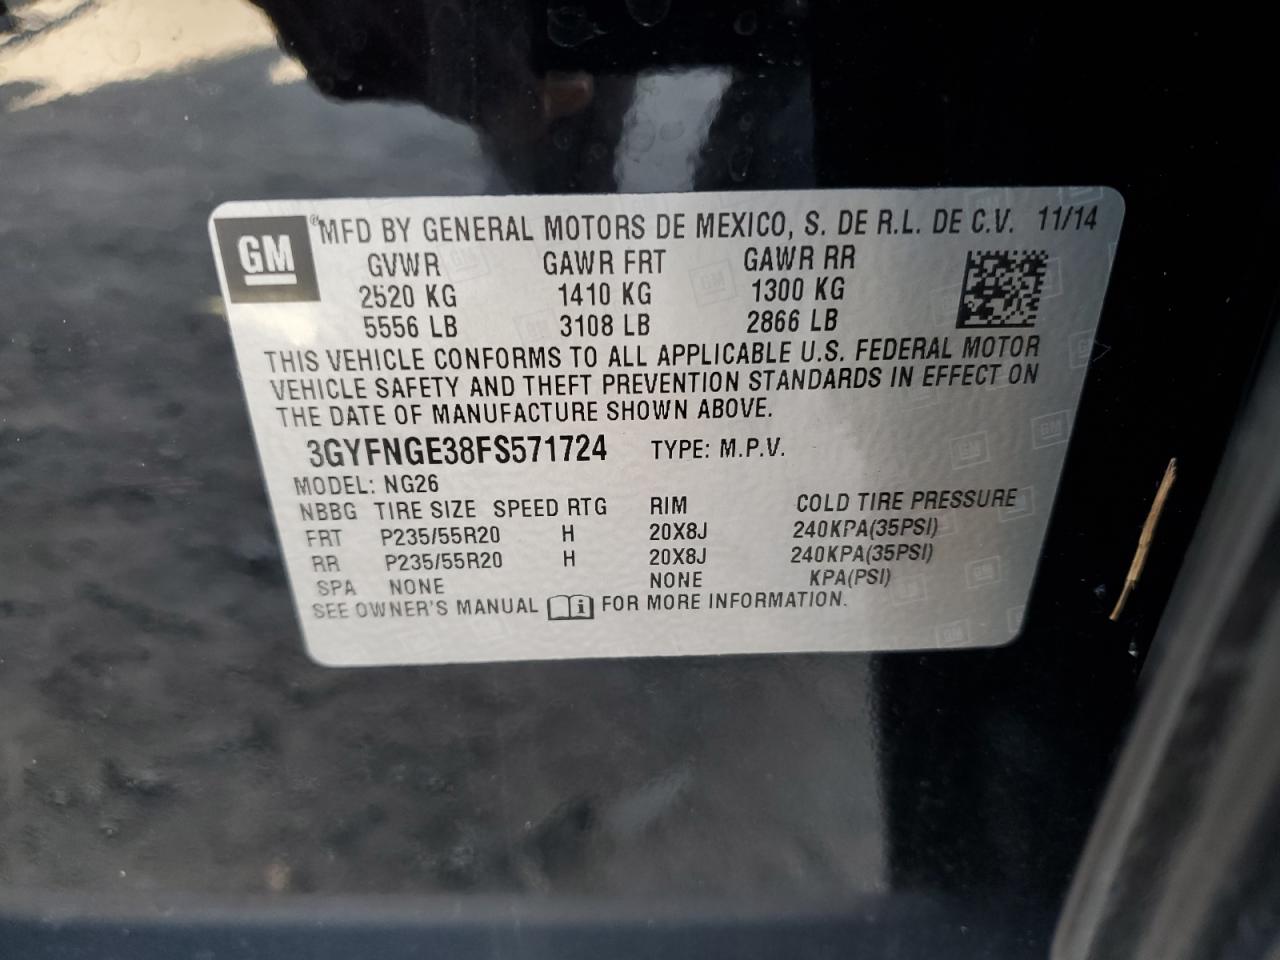 GM
®MFD BY GENERAL MOTORS DE MEXICO, S. DE R.L. DE C.V. 11/14
GVWR GAWR FRT GAWR RR
2520 KG 1410 KG 1300 KG
5556 LB 3108 LB 2866 LB
THIS VEHICLE CONFORMS TO ALL APPLICABLE U.S. FEDERAL MOTOR
VEHICLE SAFETY AND THEFT PREVENTION STANDARDS IN EFFECT ON
THE DATE OF MANUFACTURE SHOWN ABOVE.
3GYFNGE38FS571724 TYPE: M.P.V.
MODEL: NG26
NBBG TIRE SIZE SPEED RTG RIM COLD TIRE PRESSURE
FRT P235/55R20 H 20X8J 240KPA(35PSI)
RR P235/55R20 H 20X8J 240KPA(35PSI)
SPA NONE NONE KPA(PSI)
SEE OWNER'S MANUAL i FOR MORE INFORMATION.